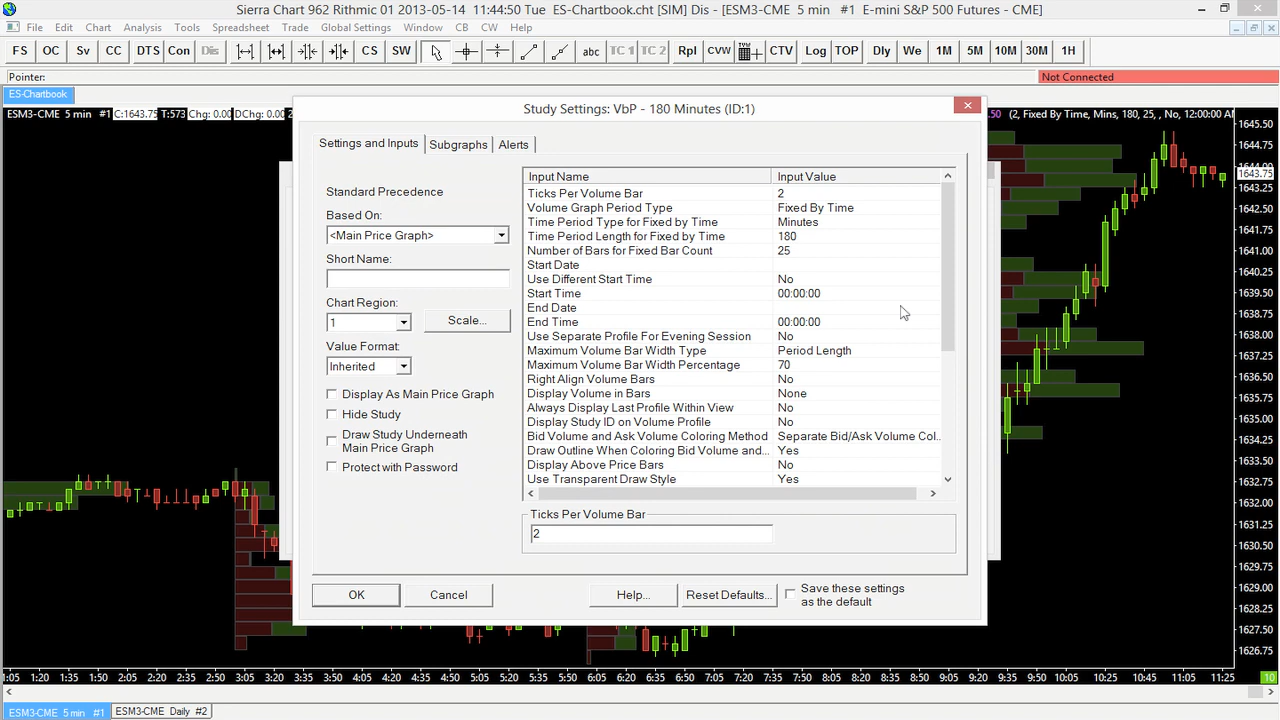 Sierra Chart 962 Rithmic 01 2013-05-14 11:44:50 Tue ES-Chartbook.cht [SIM] Dis - [ESM3-CME 5 min #1 E-mini S&P 500 Futures - CME]
File Edit Chart Analysis Tools Spreadsheet Trade Global Settings Window CB CW Help
FS OC Sv CC DTS Con Dis CS SW abc TC 1 TC 2 Rpl CVW CTV Log TOP Dly We 1M 5M 10M 30M 1H
Pointer:
Not Connected
ES-Chartbook
ESM3-CME 5 min #1 C:1643.75 T:573 Chg: 0.00 DChg: 0.00
.50 (2, Fixed By Time, Mins, 180, 25, , No, 12:00:00 AM
Study Settings: VbP - 180 Minutes (ID:1)
Settings and Inputs
Subgraphs
Alerts
Standard Precedence
Based On:
<Main Price Graph>
Short Name:
Chart Region:
1
Scale...
Value Format:
Inherited
Display As Main Price Graph
Hide Study
Draw Study Underneath
Main Price Graph
Protect with Password
Input Name Input Value
Ticks Per Volume Bar 2
Volume Graph Period Type Fixed By Time
Time Period Type for Fixed by Time Minutes
Time Period Length for Fixed by Time 180
Number of Bars for Fixed Bar Count 25
Start Date
Use Different Start Time No
Start Time 00:00:00
End Date
End Time 00:00:00
Use Separate Profile For Evening Session No
Maximum Volume Bar Width Type Period Length
Maximum Volume Bar Width Percentage 70
Right Align Volume Bars No
Display Volume in Bars None
Always Display Last Profile Within View No
Display Study ID on Volume Profile No
Bid Volume and Ask Volume Coloring Method Separate Bid/Ask Volume Col...
Draw Outline When Coloring Bid Volume and... Yes
Display Above Price Bars No
Use Transparent Draw Style Yes
Ticks Per Volume Bar
2
OK
Cancel
Help...
Reset Defaults...
Save these settings
as the default
1645.50
1644.75
1643.75
1643.25
1642.50
1641.75
1641.00
1640.25
1639.50
1638.75
1638.00
1637.25
1636.50
1635.75
1635.00
1634.25
1633.50
1632.75
1632.00
1631.25
1630.50
1629.75
1629.00
1628.25
1627.50
1626.75
1:05 1:20 1:35 1:50 2:05 2:20 2:35 2:50 3:05 3:20 3:35 3:50 4:05 4:20 4:35 4:50 5:05 5:20 5:35 5:50 6:05 6:20 6:35 6:50 7:05 7:20 7:35 7:50 8:05 8:20 8:35 8:50 9:05 9:20 9:35 9:50 10:05 10:25 10:45 11:05 11:25
10
ESM3-CME 5 min #1
ESM3-CME Daily #2